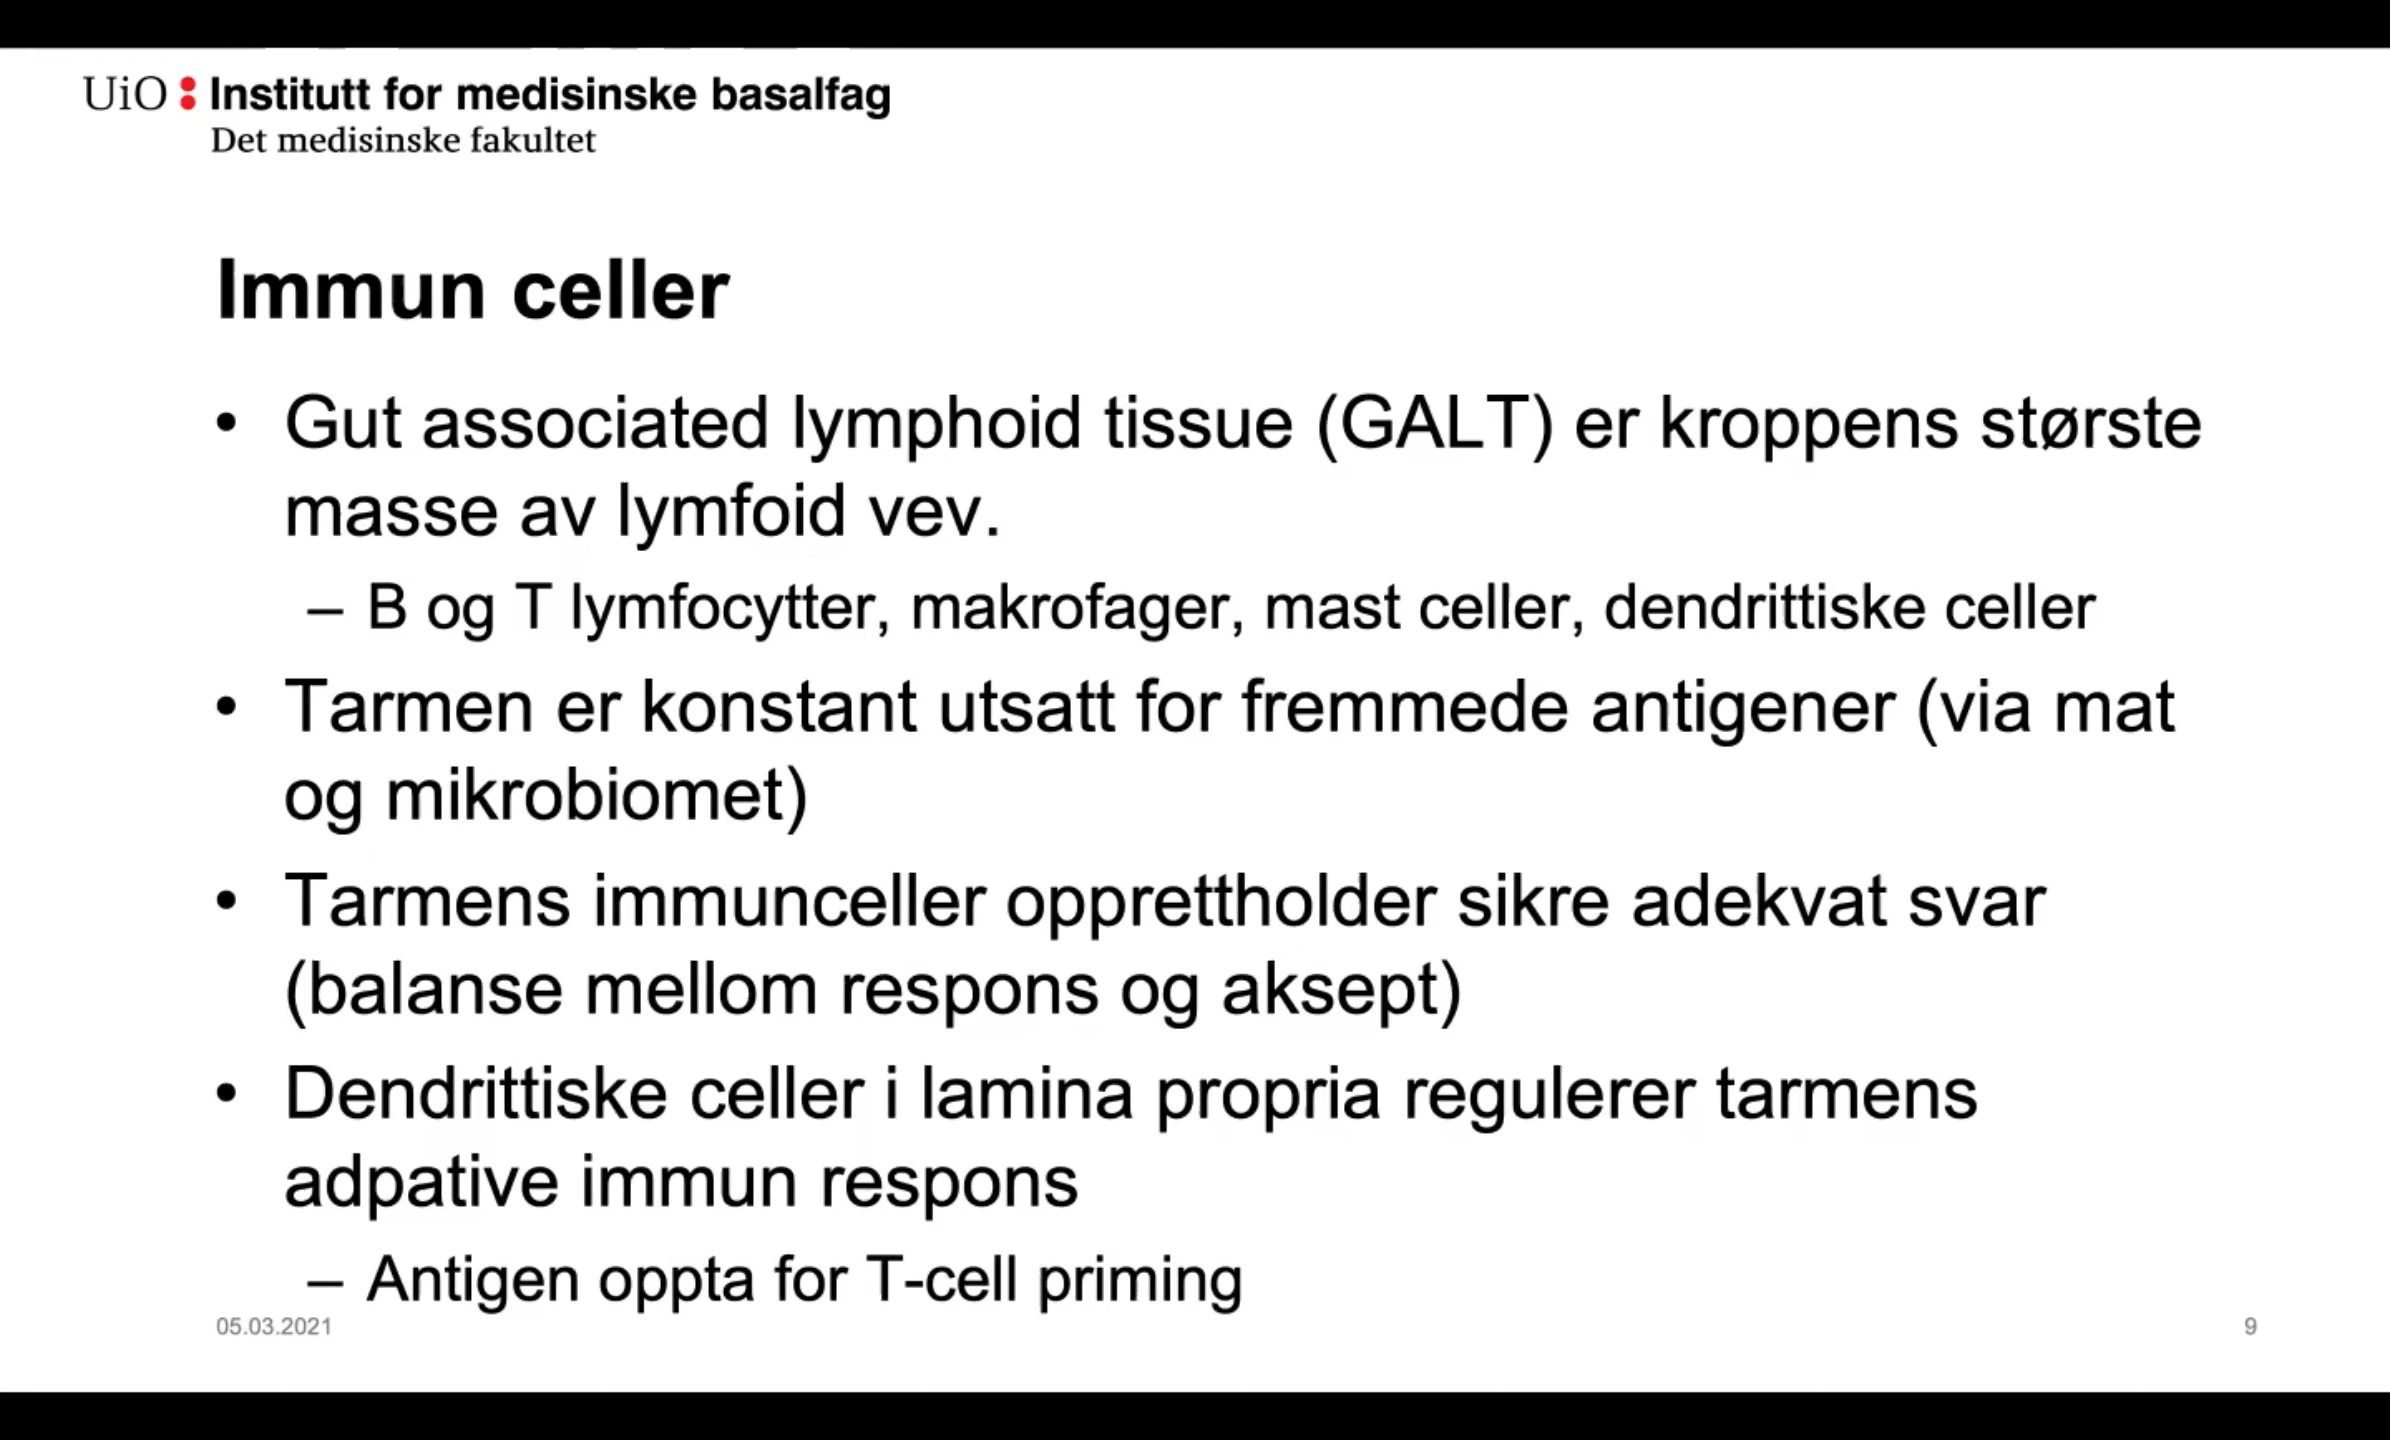 UiO : Institutt for medisinske basalfag
Det medisinske fakultet
Immun celler
• Gut associated lymphoid tissue (GALT) er kroppens største
masse av lymfoid vev.
– B og T lymfocytter, makrofager, mast celler, dendrittiske celler
• Tarmen er konstant utsatt for fremmede antigener (via mat
og mikrobiomet)
• Tarmens immunceller opprettholder sikre adekvat svar
(balanse mellom respons og aksept)
• Dendrittiske celler i lamina propria regulerer tarmens
adpative immun respons
– Antigen oppta for T-cell priming
05.03.2021
9